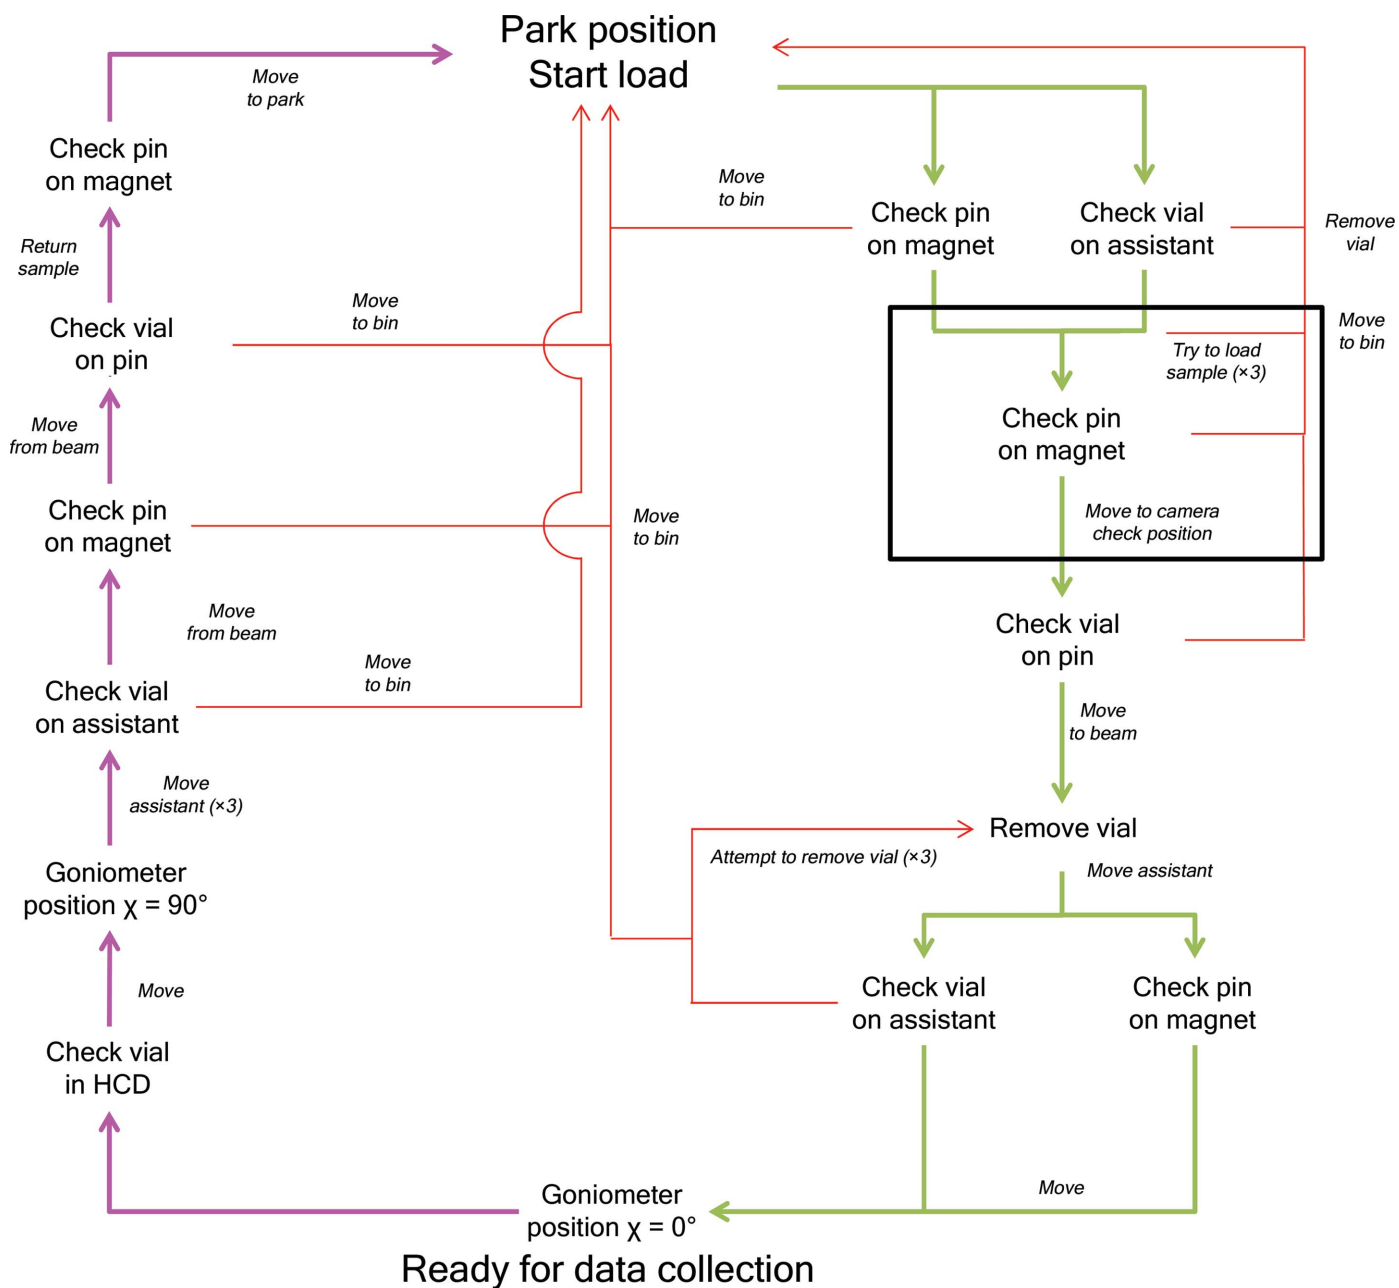 Park position
Start load
Move
to park
Check pin
on magnet
Return
sample
Check vial
on pin
Move
from beam
Check pin
on magnet
Move
from beam
Check vial
on assistant
Move
assistant (×3)
Goniometer
position χ = 90°
Move
Check vial
in HCD
Move
to bin
Move
to bin
Move
to bin
Move
to bin
Check pin
on magnet
Check vial
on assistant
Remove
vial
Move
to bin
Try to load
sample (×3)
Check pin
on magnet
Move to camera
check position
Check vial
on pin
Move
to beam
Remove vial
Attempt to remove vial (×3)
Move assistant
Check vial
on assistant
Check pin
on magnet
Move
Goniometer
position χ = 0°
Ready for data collection